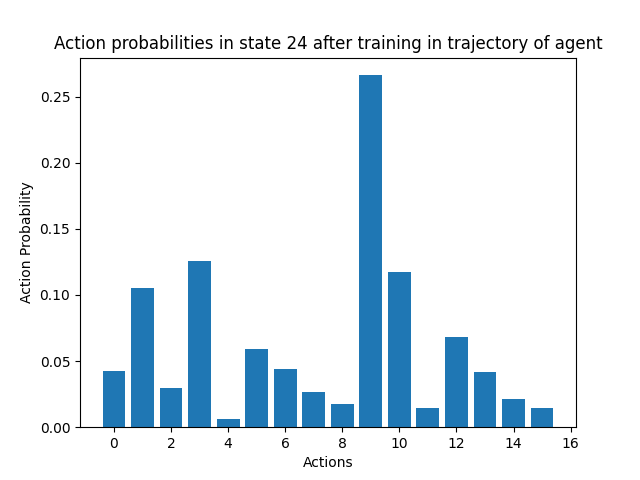 Action probabilities in state 24 after training in trajectory of agent
0.25
0.20
0.15
0.10
0.05
0.00
Action Probability
0 2 4 6 8 10 12 14 16
Actions